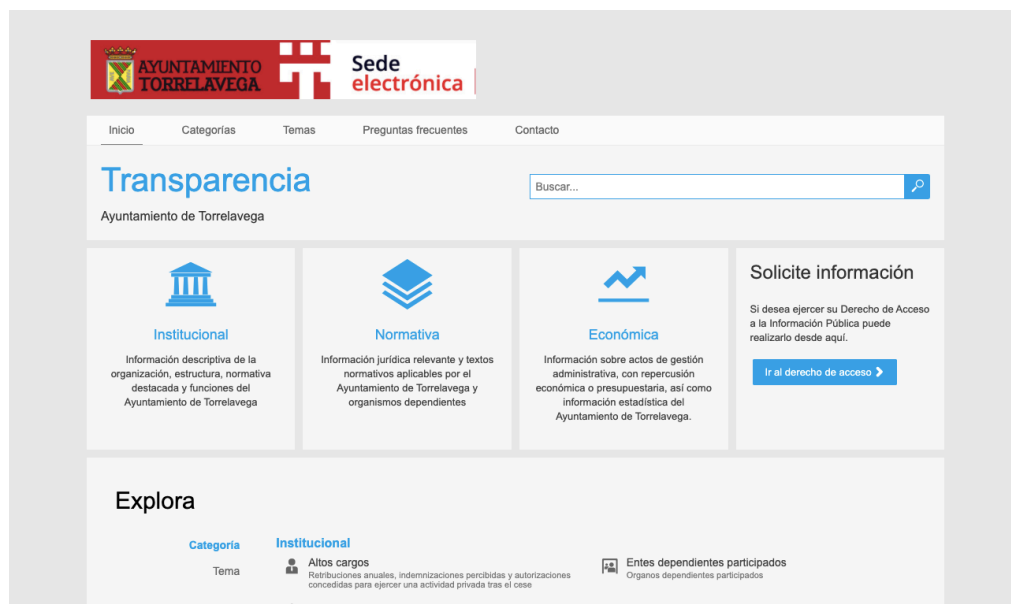 AYUNTAMIENTO
TORRELAVEGA
Sede
electrónica
Inicio Categorías Temas Preguntas frecuentes Contacto
Transparencia
Buscar...
Ayuntamiento de Torrelavega
Institucional
Información descriptiva de la
organización, estructura, normativa
destacada y funciones del
Ayuntamiento de Torrelavega
Normativa
Información jurídica relevante y textos
normativos aplicables por el
Ayuntamiento de Torrelavega y
organismos dependientes
Económica
Información sobre actos de gestión
administrativa, con repercusión
económica o presupuestaria, así como
información estadística del
Ayuntamiento de Torrelavega.
Solicite información
Si desea ejercer su Derecho de Acceso
a la Información Pública puede
realizarlo desde aquí.
Ir al derecho de acceso
Explora
Categoría
Tema
Institucional
Altos cargos
Retribuciones anuales, indemnizaciones percibidas y autorizaciones
concedidas para ejercer una actividad privada tras el cese
Entes dependientes participados
Organos dependientes participados